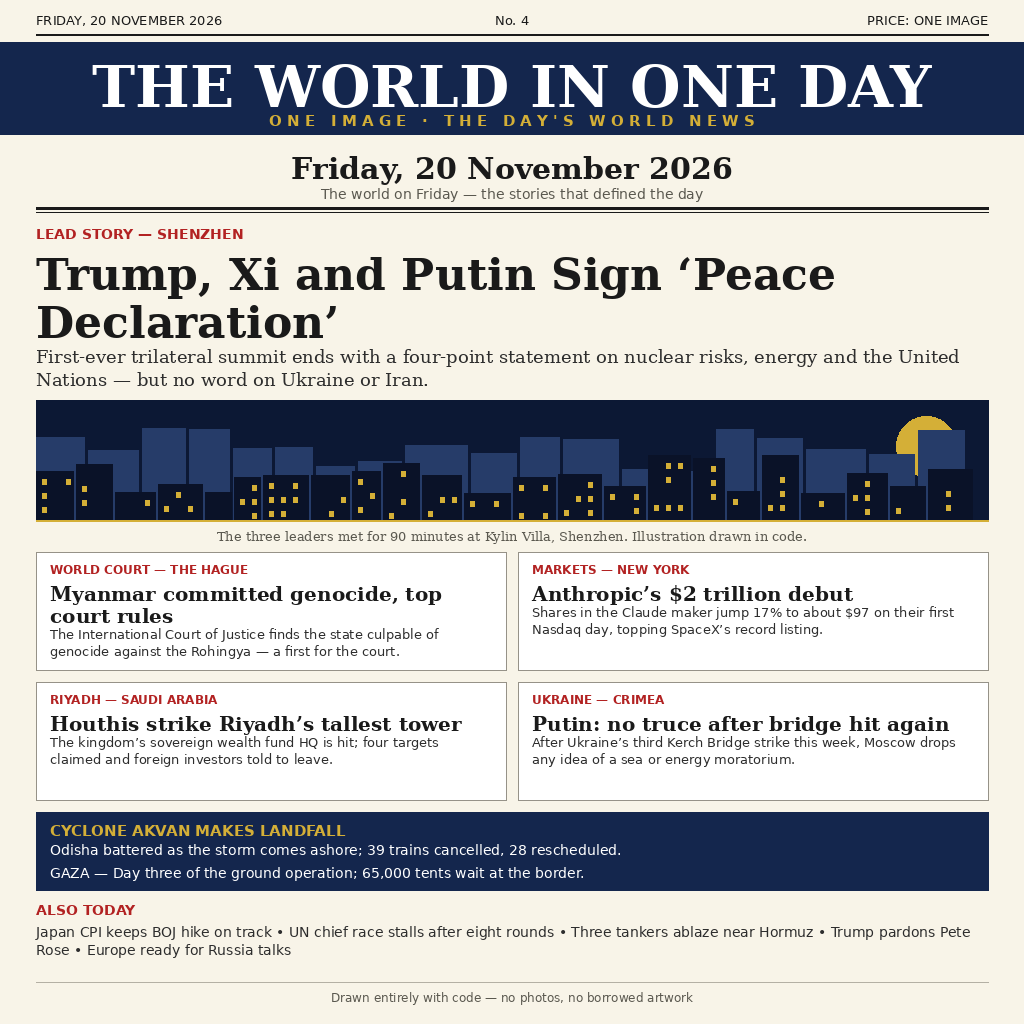 FRIDAY, 20 NOVEMBER 2026
No. 4
PRICE: ONE IMAGE
THE WORLD IN ONE DAY
ONE IMAGE · THE DAY'S WORLD NEWS
Friday, 20 November 2026
The world on Friday — the stories that defined the day
LEAD STORY — SHENZHEN
Trump, Xi and Putin Sign ‘Peace
Declaration’
First-ever trilateral summit ends with a four-point statement on nuclear risks, energy and the United
Nations — but no word on Ukraine or Iran.
The three leaders met for 90 minutes at Kylin Villa, Shenzhen. Illustration drawn in code.
WORLD COURT — THE HAGUE
Myanmar committed genocide, top
court rules
The International Court of Justice finds the state culpable of
genocide against the Rohingya — a first for the court.
MARKETS — NEW YORK
Anthropic’s $2 trillion debut
Shares in the Claude maker jump 17% to about $97 on their first
Nasdaq day, topping SpaceX’s record listing.
RIYADH — SAUDI ARABIA
Houthis strike Riyadh’s tallest tower
The kingdom’s sovereign wealth fund HQ is hit; four targets
claimed and foreign investors told to leave.
UKRAINE — CRIMEA
Putin: no truce after bridge hit again
After Ukraine’s third Kerch Bridge strike this week, Moscow drops
any idea of a sea or energy moratorium.
CYCLONE AKVAN MAKES LANDFALL
Odisha battered as the storm comes ashore; 39 trains cancelled, 28 rescheduled.
GAZA — Day three of the ground operation; 65,000 tents wait at the border.
ALSO TODAY
Japan CPI keeps BOJ hike on track • UN chief race stalls after eight rounds • Three tankers ablaze near Hormuz • Trump pardons Pete
Rose • Europe ready for Russia talks
Drawn entirely with code — no photos, no borrowed artwork